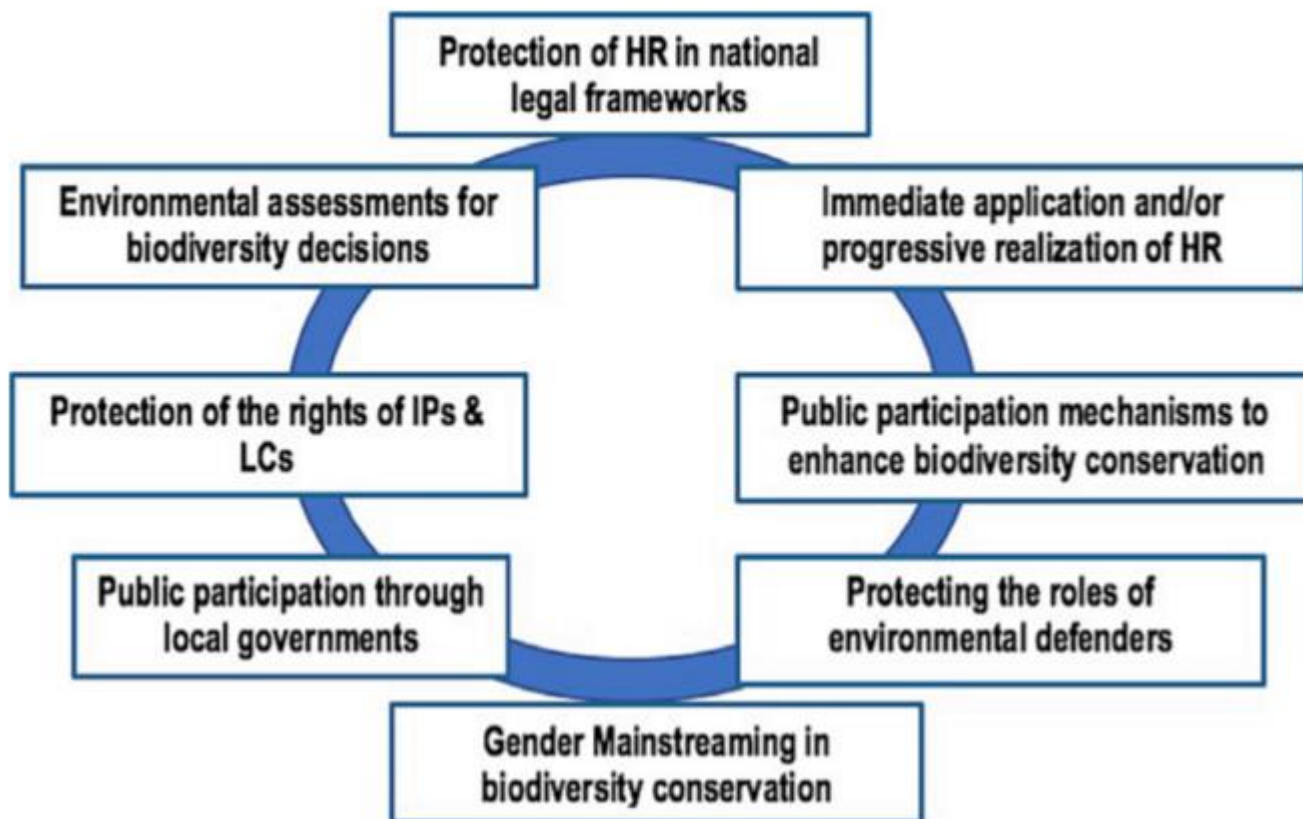 Protection of HR in national
legal frameworks
Environmental assessments for
biodiversity decisions
Immediate application and/or
progressive realization of HR
Protection of the rights of IPs &
LCs
Public participation mechanisms to
enhance biodiversity conservation
Public participation through
local governments
Protecting the roles of
environmental defenders
Gender Mainstreaming in
biodiversity conservation